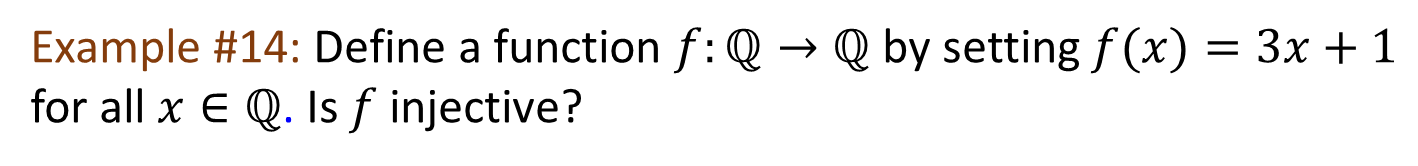 Example #14: Define a function 𝑓: ℚ → ℚ by setting 𝑓(𝑥) = 3𝑥 + 1
for all 𝑥 ∈ ℚ. Is 𝑓 injective?